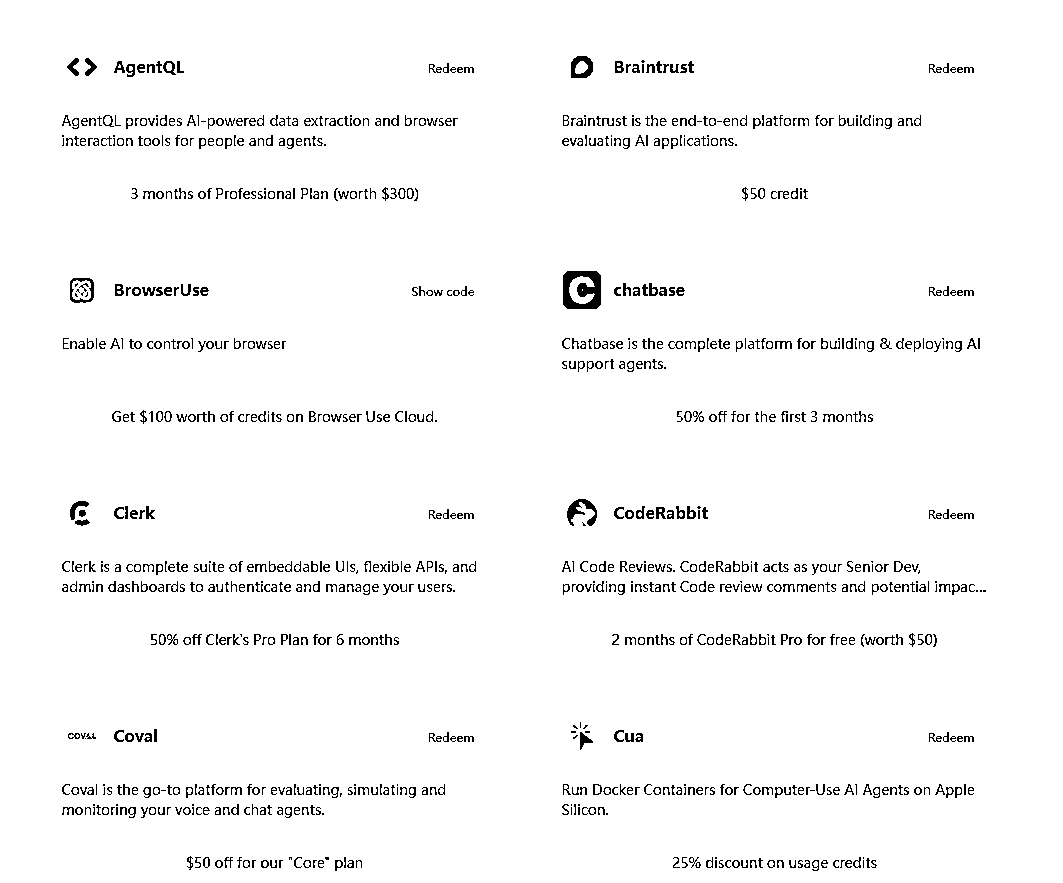 AgentQL
Redeem
AgentQL provides AI-powered data extraction and browser
interaction tools for people and agents.
3 months of Professional Plan (worth $300)
Braintrust
Redeem
Braintrust is the end-to-end platform for building and
evaluating AI applications.
$50 credit
BrowserUse
Show code
Enable AI to control your browser
Get $100 worth of credits on Browser Use Cloud.
chatbase
Redeem
Chatbase is the complete platform for building & deploying AI
support agents.
50% off for the first 3 months
Clerk
Redeem
Clerk is a complete suite of embeddable UIs, flexible APIs, and
admin dashboards to authenticate and manage your users.
50% off Clerk's Pro Plan for 6 months
CodeRabbit
Redeem
AI Code Reviews. CodeRabbit acts as your Senior Dev,
providing instant Code review comments and potential impac...
2 months of CodeRabbit Pro for free (worth $50)
COVAL
Coval
Redeem
Coval is the go-to platform for evaluating, simulating and
monitoring your voice and chat agents.
$50 off for our "Core" plan
Cua
Redeem
Run Docker Containers for Computer-Use AI Agents on Apple
Silicon.
25% discount on usage credits